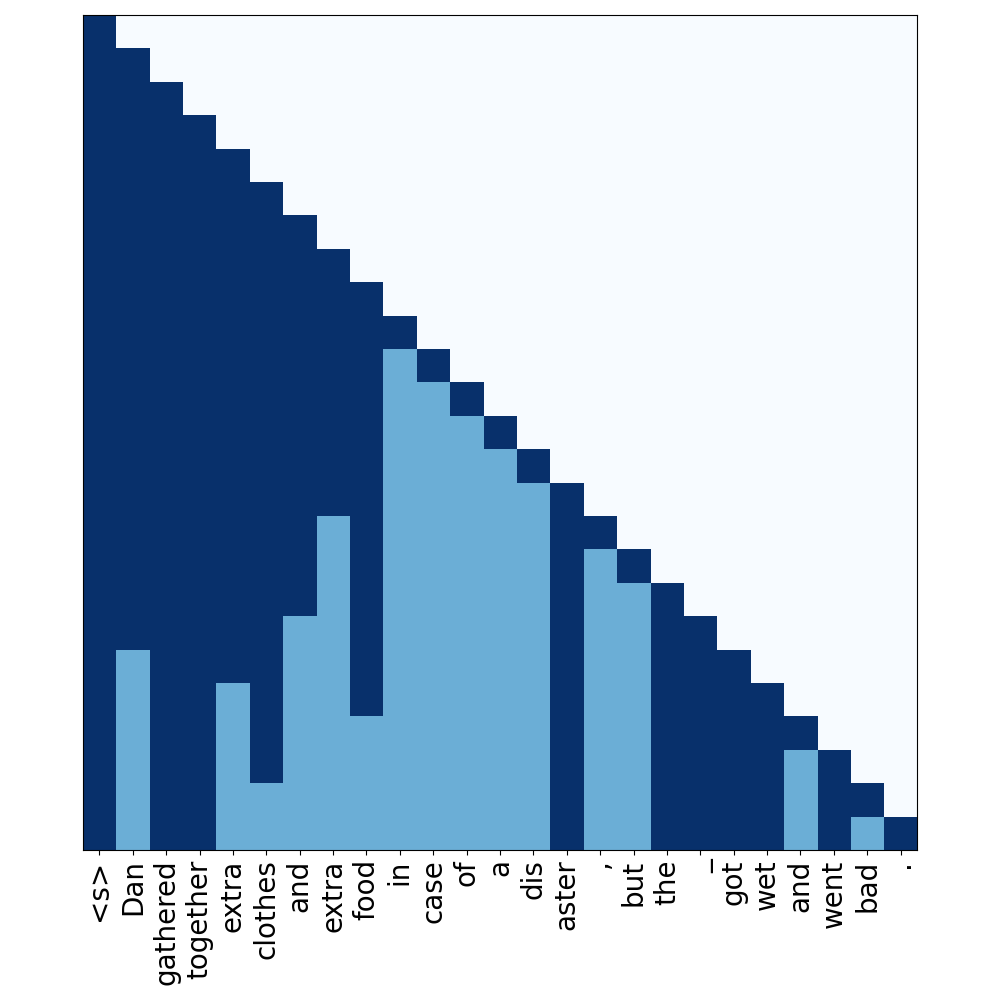 <s> Dan gathered together extra clothes and extra food in case of a dis aster , but the _ got wet and went bad .